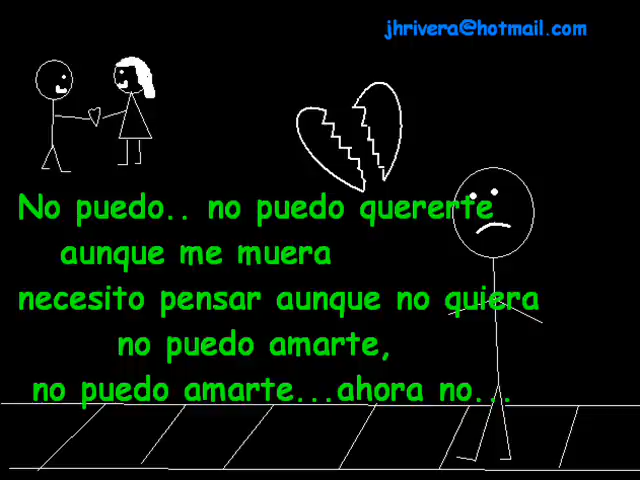 jhrivera@hotmail.com
No puedo.. no puedo quererte
aunque me muera
necesito pensar aunque no quiera
no puedo amarte,
no puedo amarte...ahora no...